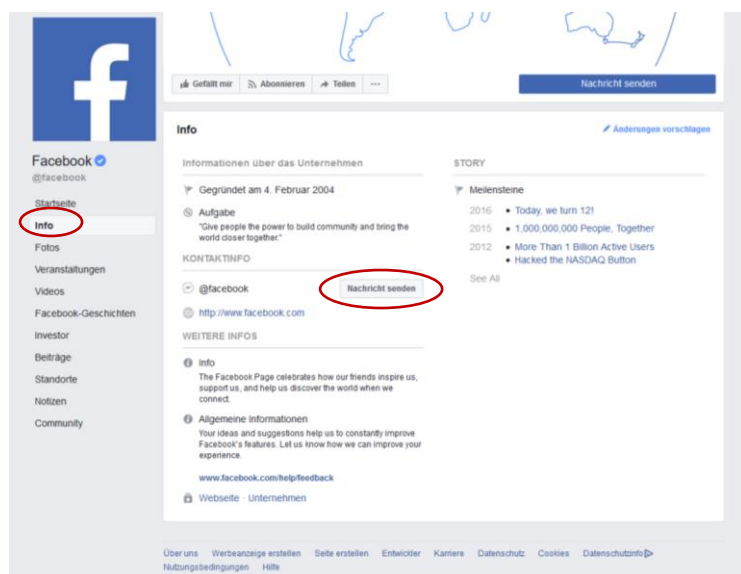 Gefällt mir Abonnieren Teilen ...
Nachricht senden
Facebook
@facebook
Startseite
Info
Fotos
Veranstaltungen
Videos
Facebook-Geschichten
Investor
Beiträge
Standorte
Notizen
Community
Info
Änderungen vorschlagen
Informationen über das Unternehmen
Gegründet am 4. Februar 2004
Aufgabe
"Give people the power to build community and bring the
world closer together."
KONTAKTINFO
@facebook
Nachricht senden
http://www.facebook.com
WEITERE INFOS
Info
The Facebook Page celebrates how our friends inspire us,
support us, and help us discover the world when we
connect.
Allgemeine Informationen
Your ideas and suggestions help us to constantly improve
Facebook's features. Let us know how we can improve your
experience.
www.facebook.com/help/feedback
Webseite · Unternehmen
STORY
Meilensteine
2016 • Today, we turn 12!
2015 • 1,000,000,000 People, Together
2012 • More Than 1 Billion Active Users
• Hacked the NASDAQ Button
See All
Über uns Werbeanzeige erstellen Seite erstellen Entwickler Karriere Datenschutz Cookies Datenschutzinfo
Nutzungsbedingungen Hilfe